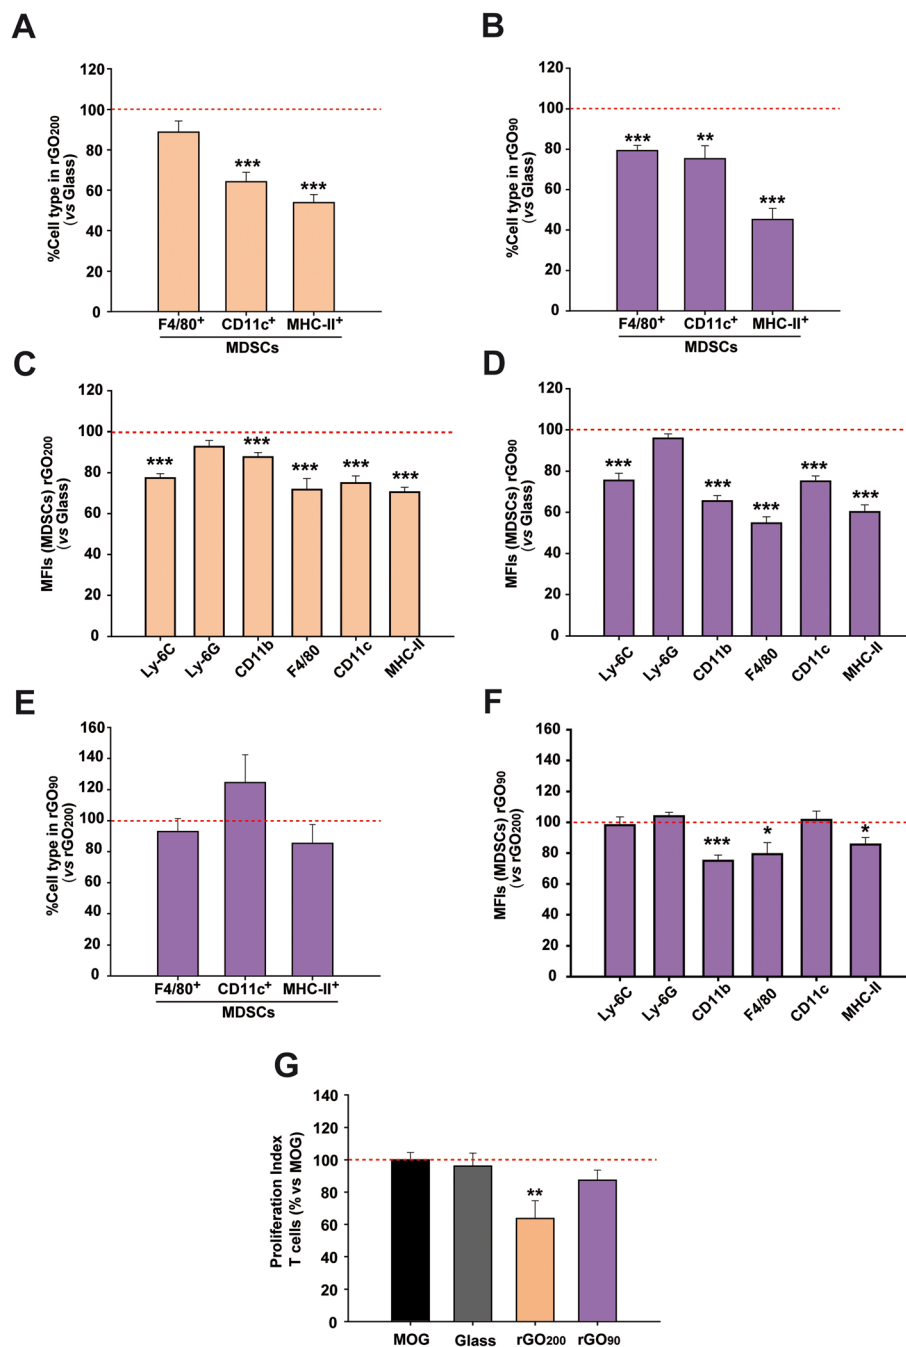 A
%Cell type in rGO200
(vs Glass)
120
100
80
60
40
20
0
***
***
F4/80+ CD11c+ MHC-II+
MDSCs
B
%Cell type in rGO90
(vs Glass)
120
100
80
60
40
20
0
***
**
***
F4/80+ CD11c+ MHC-II+
MDSCs
C
MFIs (MDSCs) rGO200
(vs Glass)
120
100
80
60
40
20
0
***
***
***
***
***
Ly-6C Ly-6G CD11b F4/80 CD11c MHC-II
D
MFIs (MDSCs) rGO90
(vs Glass)
120
100
80
60
40
20
0
***
***
***
***
***
Ly-6C Ly-6G CD11b F4/80 CD11c MHC-II
E
%Cell type in rGO90
(vs rGO200)
160
140
120
100
80
60
40
20
0
F4/80+ CD11c+ MHC-II+
MDSCs
F
MFIs (MDSCs) rGO90
(vs rGO200)
160
140
120
100
80
60
40
20
0
***
*
*
Ly-6C Ly-6G CD11b F4/80 CD11c MHC-II
G
Proliferation Index
T cells (% vs MOG)
140
120
100
80
60
40
20
0
**
MOG Glass rGO200 rGO90